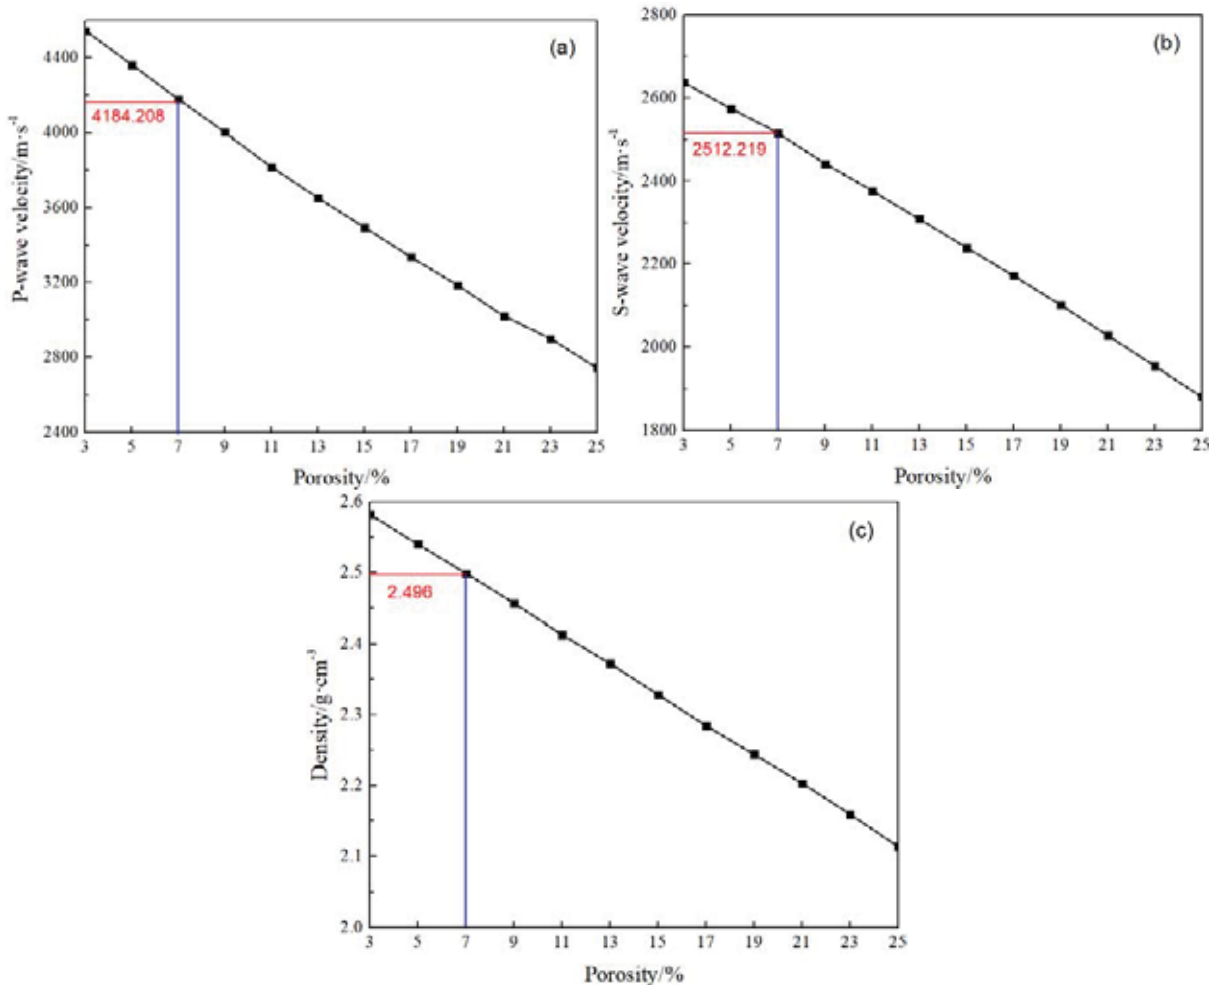 (a)
P-wave velocity/m·s⁻¹
4400
4000
3600
3200
2800
2400
4184.208
3 5 7 9 11 13 15 17 19 21 23 25
Porosity/%
(b)
S-wave velocity/m·s⁻¹
2800
2600
2400
2200
2000
1800
2512.219
3 5 7 9 11 13 15 17 19 21 23 25
Porosity/%
(c)
Density/g·cm⁻³
2.6
2.5
2.4
2.3
2.2
2.1
2.0
2.496
3 5 7 9 11 13 15 17 19 21 23 25
Porosity/%